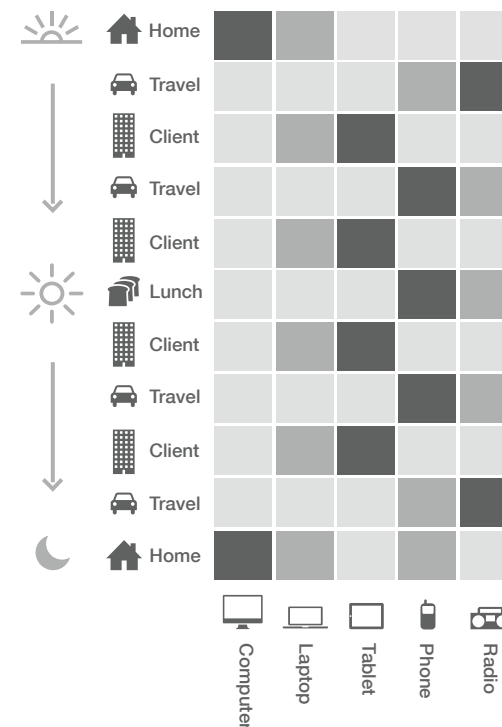 Home
Travel
Client
Travel
Client
Lunch
Client
Travel
Client
Travel
Home
Computer
Laptop
Tablet
Phone
Radio